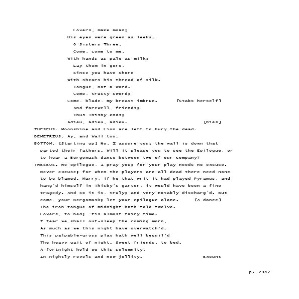 Lovers, make moan;
His eyes were green as leeks.
O Sisters Three,
Come, come to me,
With hands as pale as milk;
Lay them in gore,
Since you have shore
With shears his thread of silk.
Tongue, not a word.
Come, trusty sword;
Come, blade, my breast imbrue. [Stabs herself]
And farewell, friends;
Thus Thisby ends;
Adieu, adieu, adieu. [Dies]
THESEUS. Moonshine and Lion are left to bury the dead.
DEMETRIUS. Ay, and Wall too.
BOTTOM. [Starting up] No, I assure you; the wall is down that
parted their fathers. Will it please you to see the Epilogue, or
to hear a Bergomask dance between two of our company?
THESEUS. No epilogue, I pray you; for your play needs no excuse.
Never excuse; for when the players are all dead there need none
to be blamed. Marry, if he that writ it had played Pyramus, and
hang'd himself in Thisby's garter, it would have been a fine
tragedy. And so it is, truly; and very notably discharg'd. But
come, your Bergomask; let your epilogue alone. [A dance]
The iron tongue of midnight hath told twelve.
Lovers, to bed; 'tis almost fairy time.
I fear we shall out-sleep the coming morn,
As much as we this night have overwatch'd.
This palpable-gross play hath well beguil'd
The heavy gait of night. Sweet friends, to bed.
A fortnight hold we this solemnity,
In nightly revels and new jollity. Exeunt